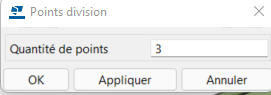 Points division
Quantité de points 3
OK Appliquer Annuler